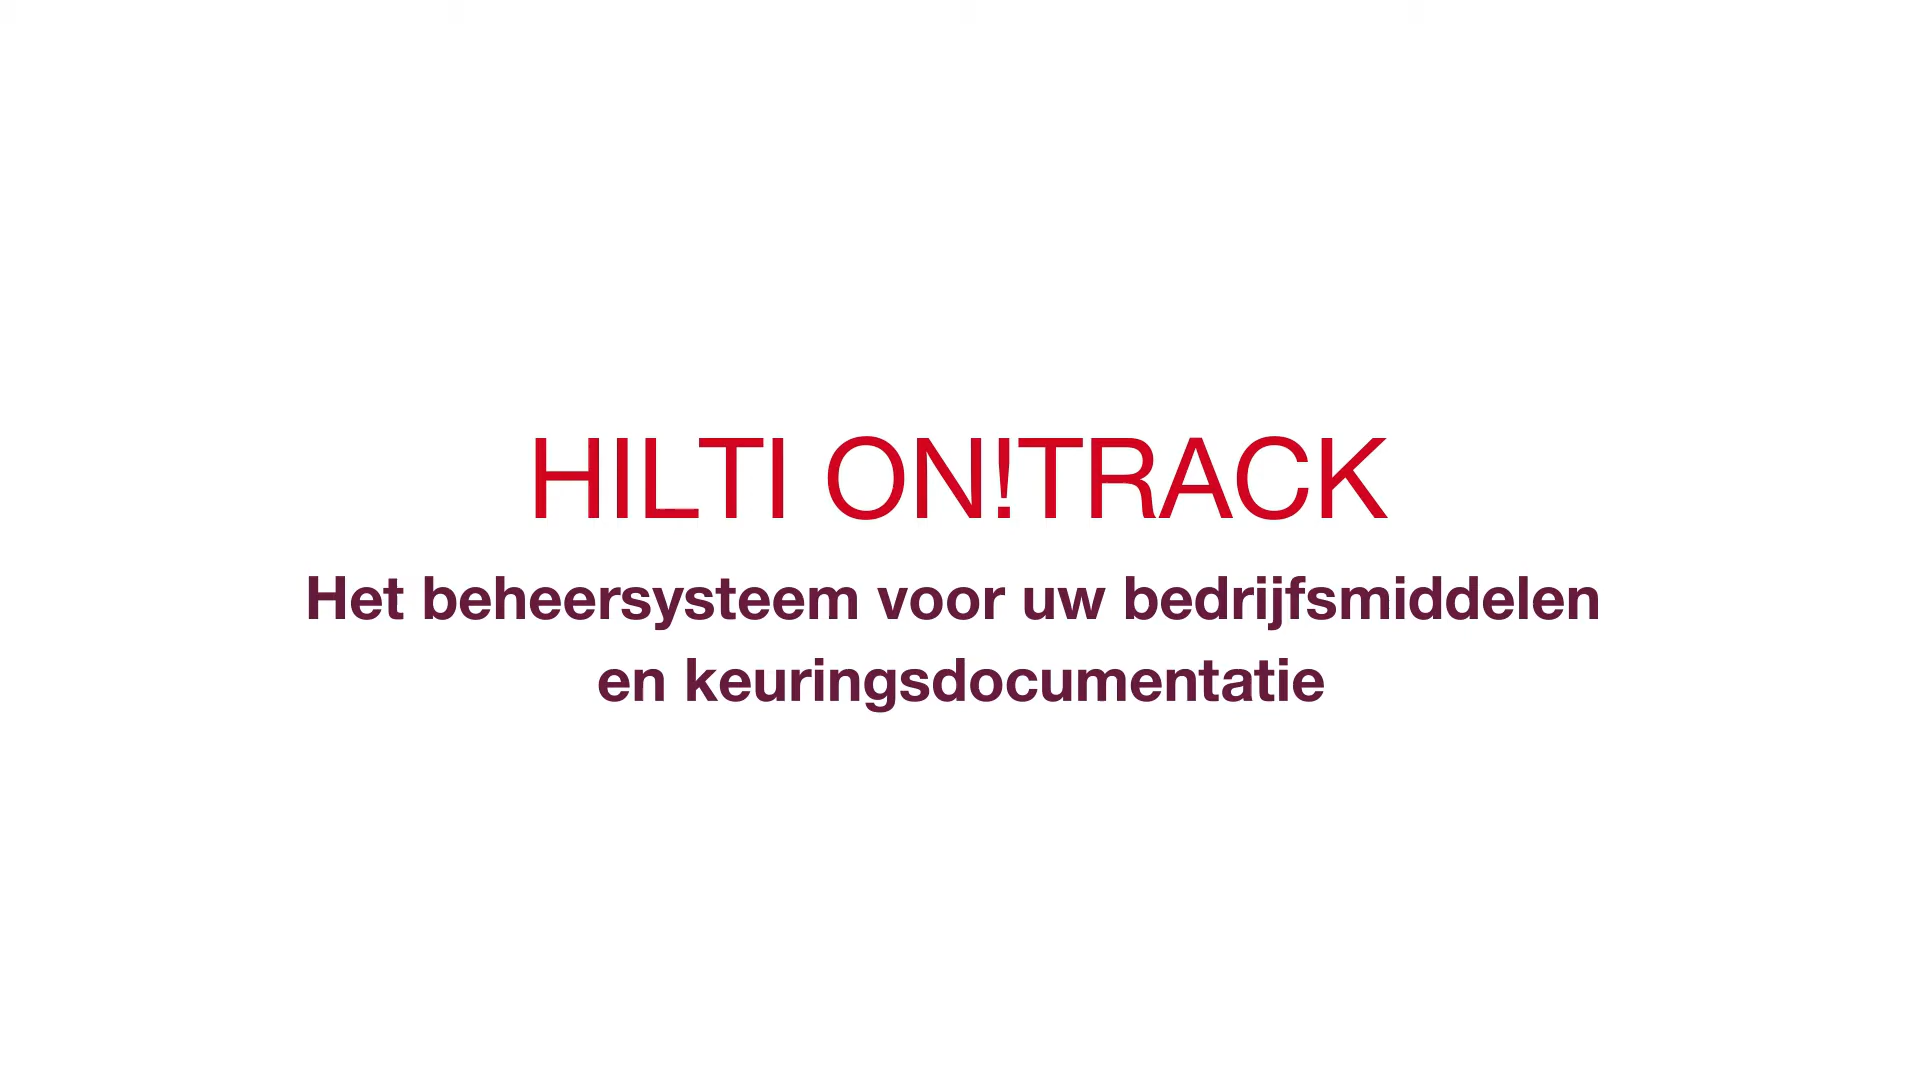 HILTI ON!TRACK
Het beheersysteem voor uw bedrijfsmiddelen
en keuringsdocumentatie